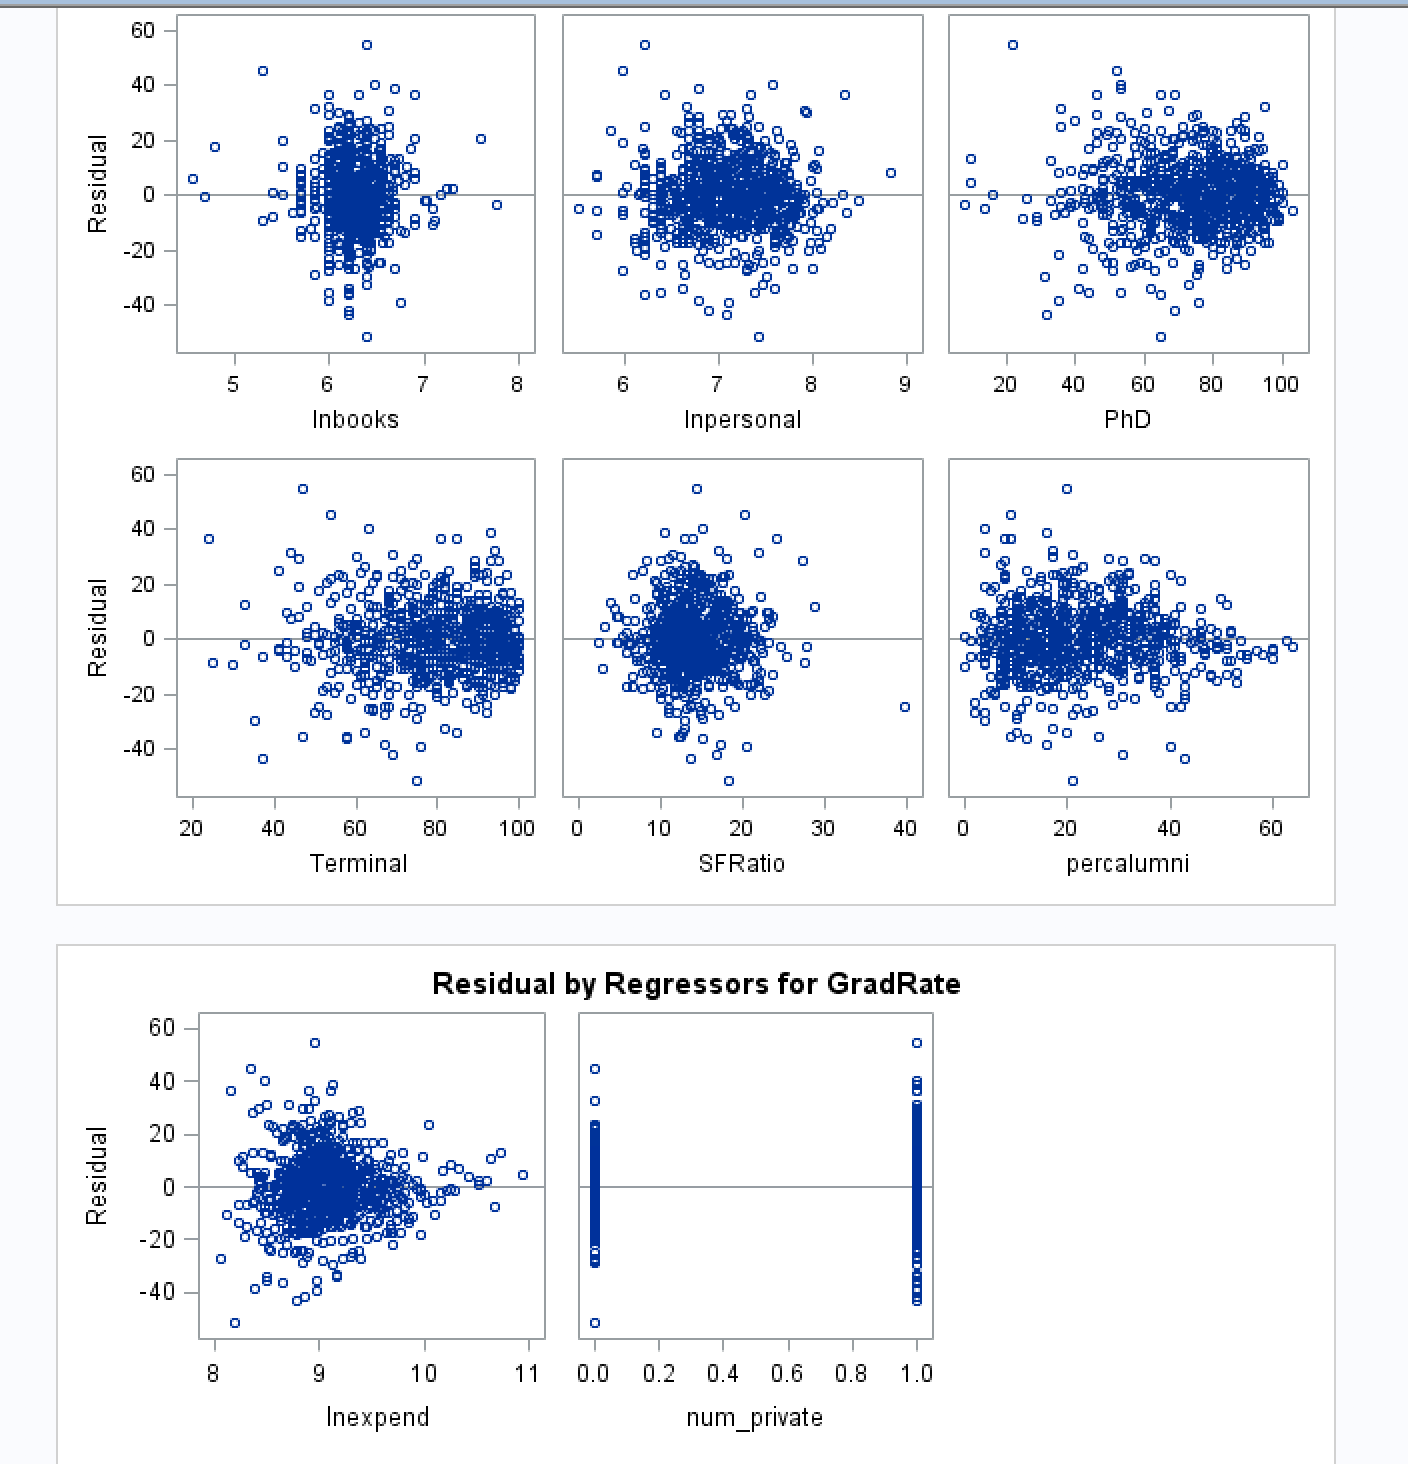 60
40
20
0
-20
-40
Residual
5 6 7 8
lnbooks
6 7 8 9
lnpersonal
20 40 60 80 100
PhD
60
40
20
0
-20
-40
Residual
20 40 60 80 100
Terminal
0 10 20 30 40
SFRatio
0 20 40 60
percalumni
Residual by Regressors for GradRate
60
40
20
0
-20
-40
Residual
8 9 10 11
lnexpend
0.0 0.2 0.4 0.6 0.8 1.0
num_private